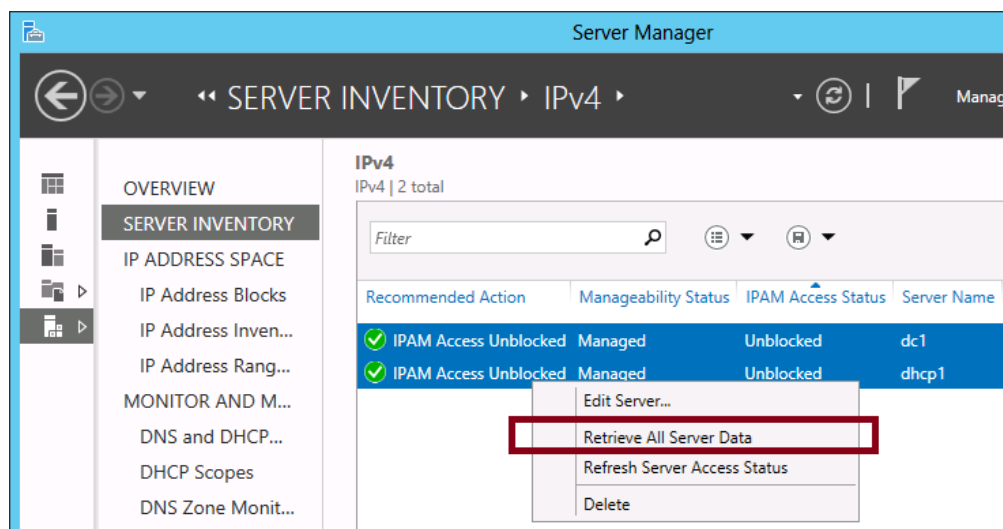 Server Manager
SERVER INVENTORY IPv4
Manag
OVERVIEW
SERVER INVENTORY
IP ADDRESS SPACE
IP Address Blocks
IP Address Inven...
IP Address Rang...
MONITOR AND M...
DNS and DHCP...
DHCP Scopes
DNS Zone Monit...
IPv4
IPv4 | 2 total
Filter
Recommended Action Manageability Status IPAM Access Status Server Name
IPAM Access Unblocked Managed Unblocked dc1
IPAM Access Unblocked Managed Unblocked dhcp1
Edit Server...
Retrieve All Server Data
Refresh Server Access Status
Delete